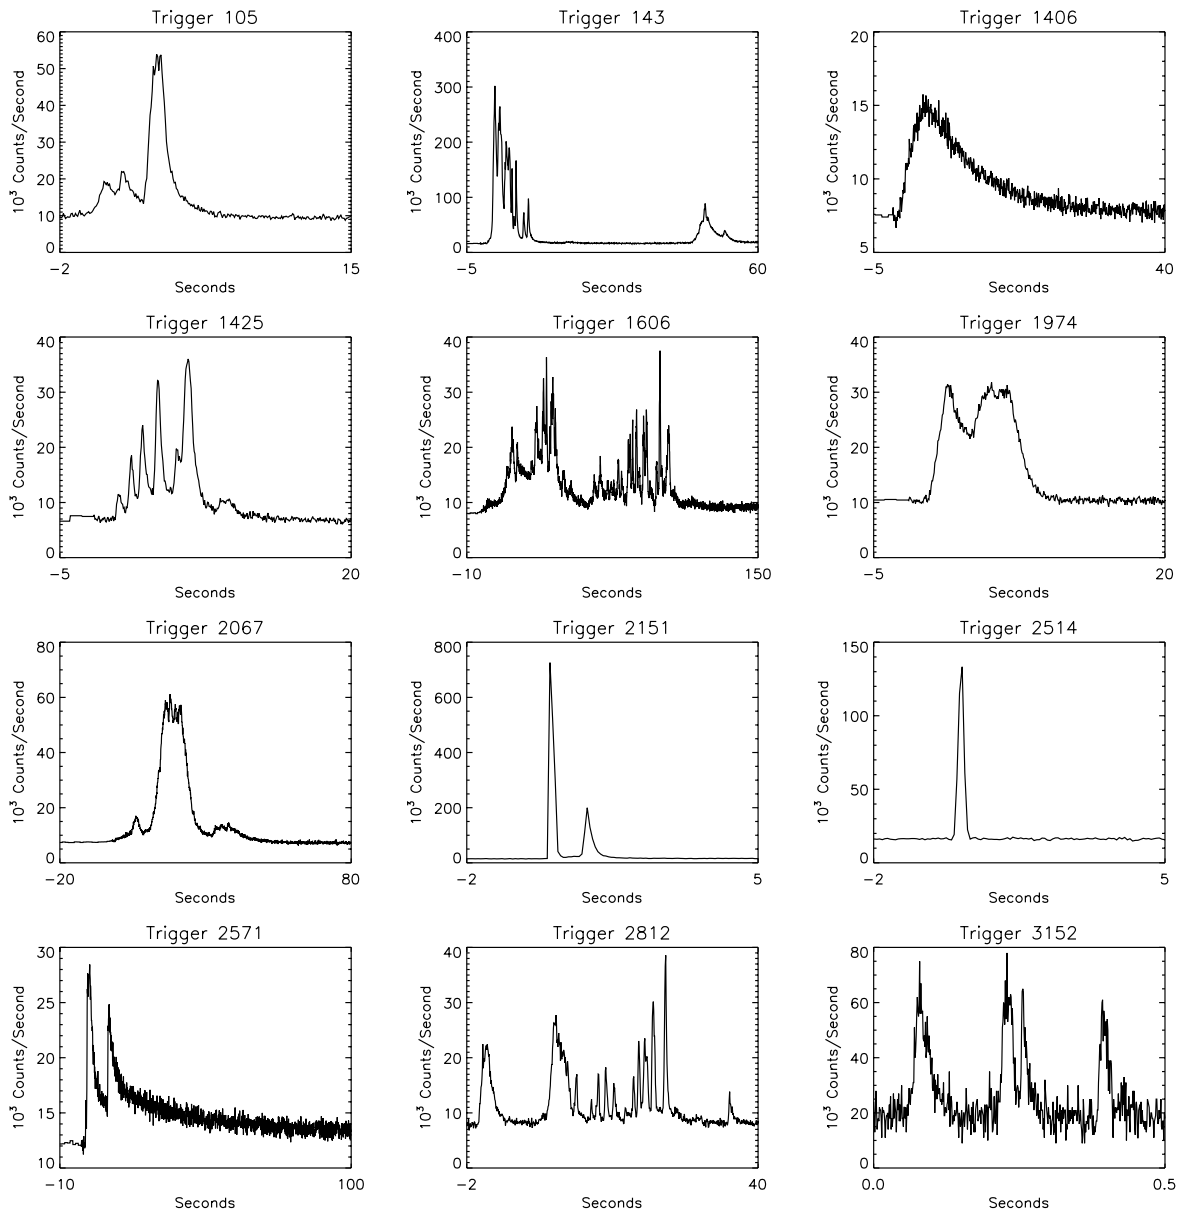 Trigger 105
10³ Counts/Second
60
50
40
30
20
10
0
-2
15
Seconds
Trigger 143
10³ Counts/Second
400
300
200
100
0
-5
60
Seconds
Trigger 1406
10³ Counts/Second
20
15
10
5
-5
40
Seconds
Trigger 1425
10³ Counts/Second
40
30
20
10
0
-5
20
Seconds
Trigger 1606
10³ Counts/Second
40
30
20
10
0
-10
150
Seconds
Trigger 1974
10³ Counts/Second
40
30
20
10
0
-5
20
Seconds
Trigger 2067
10³ Counts/Second
80
60
40
20
0
-20
80
Seconds
Trigger 2151
10³ Counts/Second
800
600
400
200
0
-2
5
Seconds
Trigger 2514
10³ Counts/Second
150
100
50
0
-2
5
Seconds
Trigger 2571
10³ Counts/Second
30
25
20
15
10
-10
100
Seconds
Trigger 2812
10³ Counts/Second
40
30
20
10
0
-2
40
Seconds
Trigger 3152
10³ Counts/Second
80
60
40
20
0
0.0
0.5
Seconds